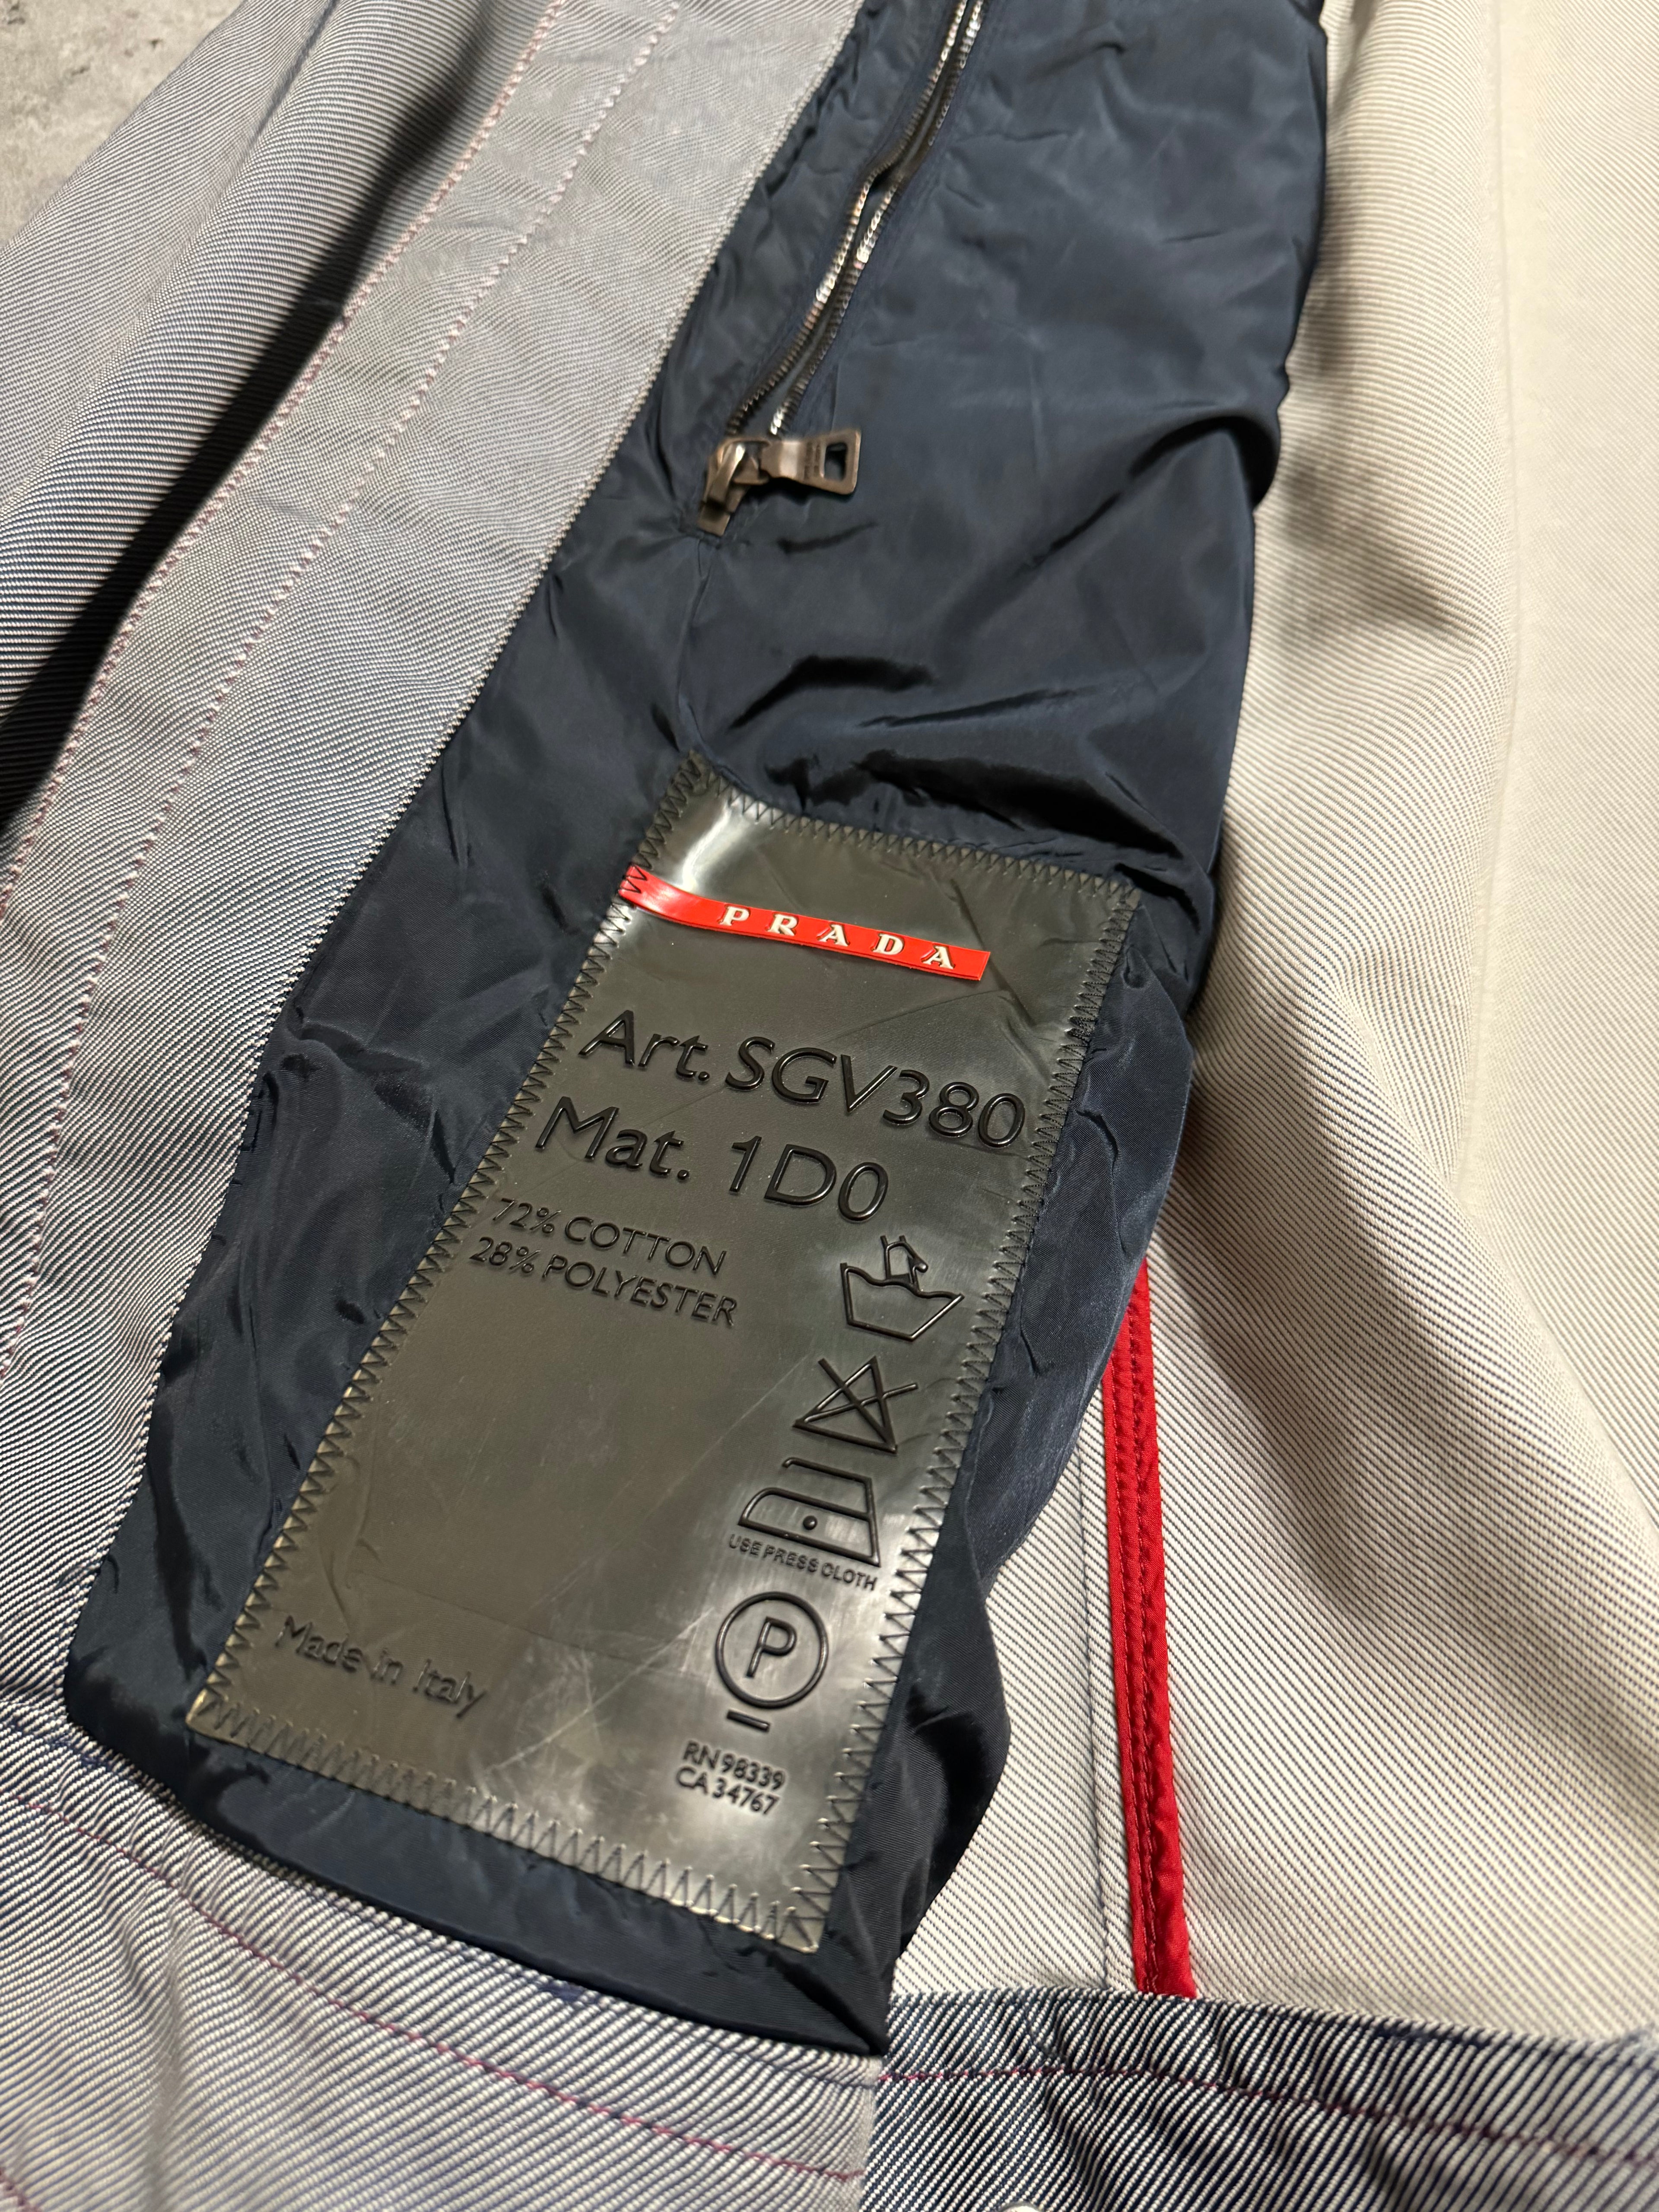 PRADA
Art. SGV380
Mat. 1D0
72% COTTON
28% POLYESTER
USE PRESS CLOTH
P
Made in Italy
RN 98339
CA 34767